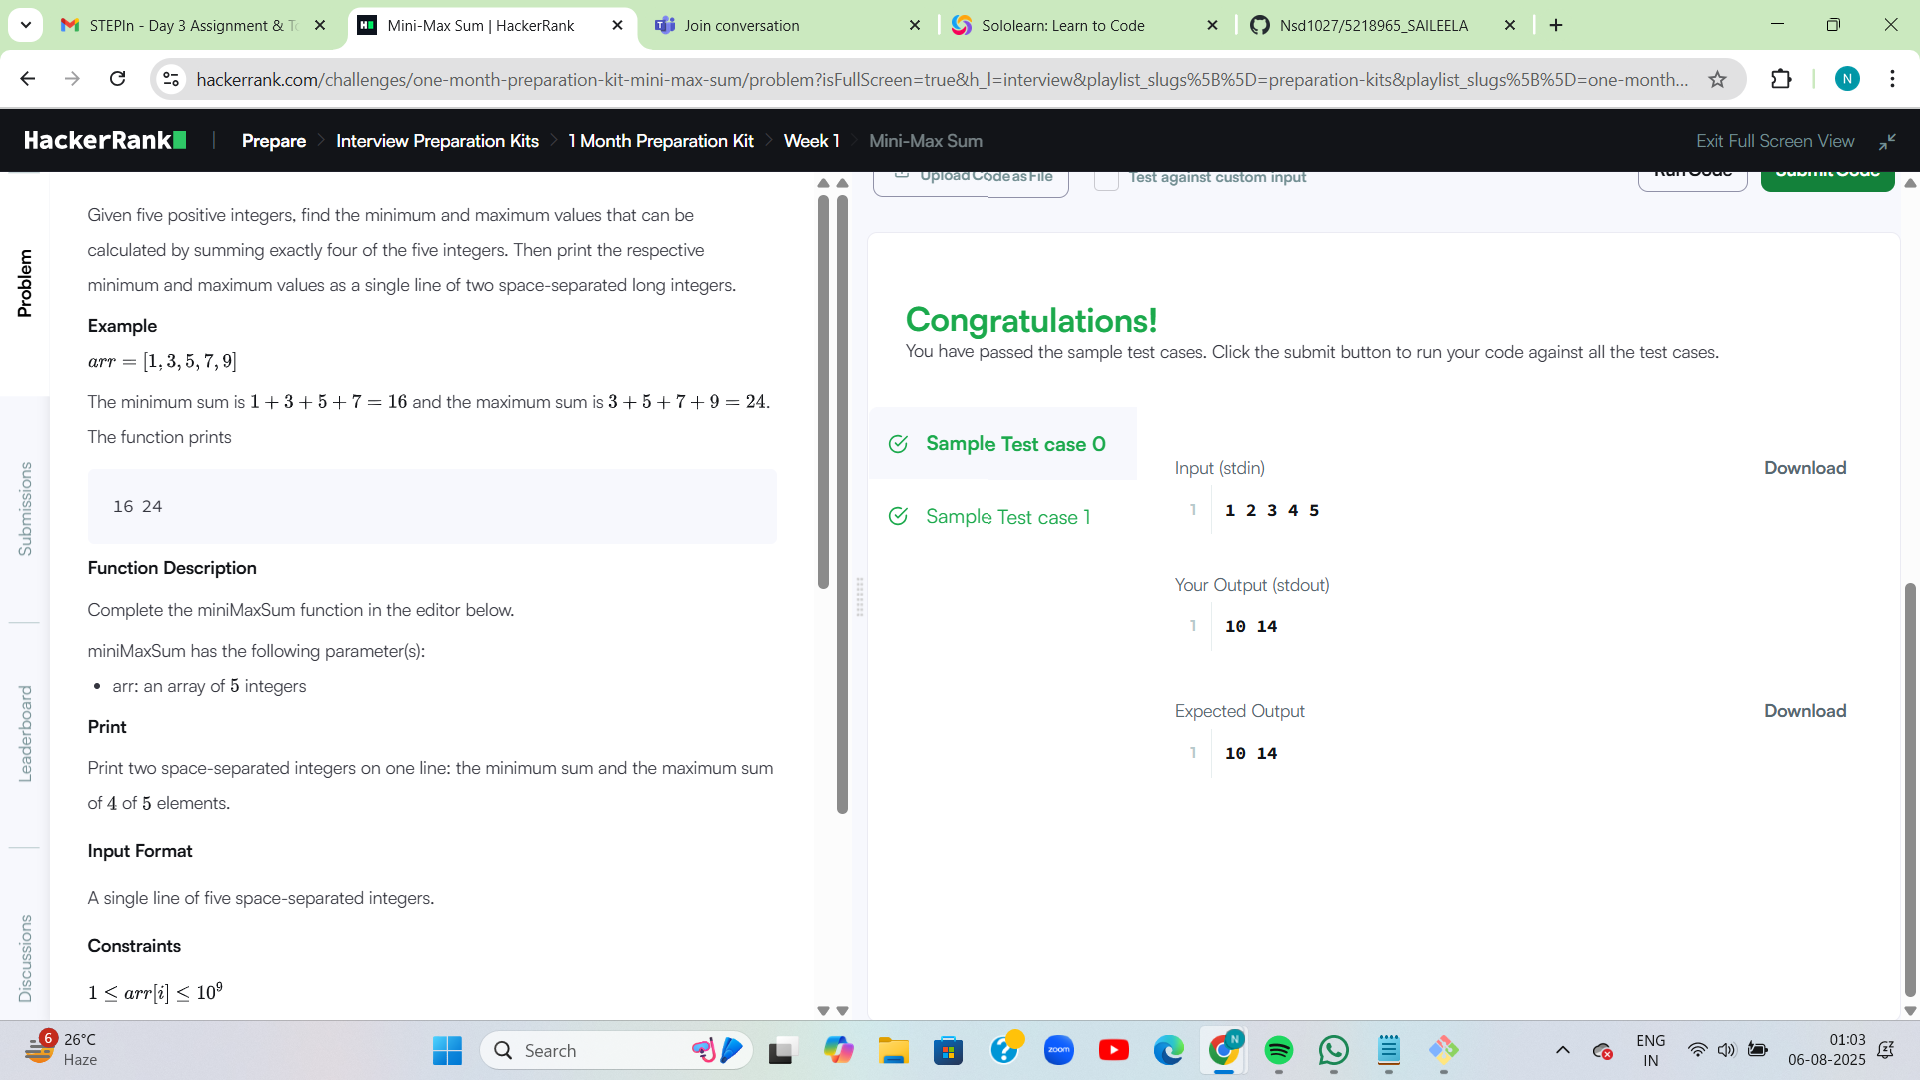 STEPIn - Day 3 Assignment & To
Mini-Max Sum | HackerRank
Join conversation
Sololearn: Learn to Code
Nsd1027/5218965_SAILEELA
hackerrank.com/challenges/one-month-preparation-kit-mini-max-sum/problem?isFullScreen=true&h_l=interview&playlist_slugs%5B%5D=preparation-kits&playlist_slugs%5B%5D=one-month...
N
HackerRank
Prepare
Interview Preparation Kits
1 Month Preparation Kit
Week 1
Mini-Max Sum
Exit Full Screen View
Problem
Submissions
Leaderboard
Discussions
Given five positive integers, find the minimum and maximum values that can be
calculated by summing exactly four of the five integers. Then print the respective
minimum and maximum values as a single line of two space-separated long integers.
Example
arr = [1, 3, 5, 7, 9]
The minimum sum is 1 + 3 + 5 + 7 = 16 and the maximum sum is 3 + 5 + 7 + 9 = 24.
The function prints
16 24
Function Description
Complete the miniMaxSum function in the editor below.
miniMaxSum has the following parameter(s):
• arr: an array of 5 integers
Print
Print two space-separated integers on one line: the minimum sum and the maximum sum
of 4 of 5 elements.
Input Format
A single line of five space-separated integers.
Constraints
1 ≤ arr[i] ≤ 10⁹
Upload Code as File
Test against custom input
Run Code
Submit Code
Congratulations!
You have passed the sample test cases. Click the submit button to run your code against all the test cases.
Sample Test case 0
Sample Test case 1
Input (stdin)
Download
1
1 2 3 4 5
Your Output (stdout)
1
10 14
Expected Output
Download
1
10 14
6
26°C
Haze
Search
zoom
N
ENG
IN
01:03
06-08-2025